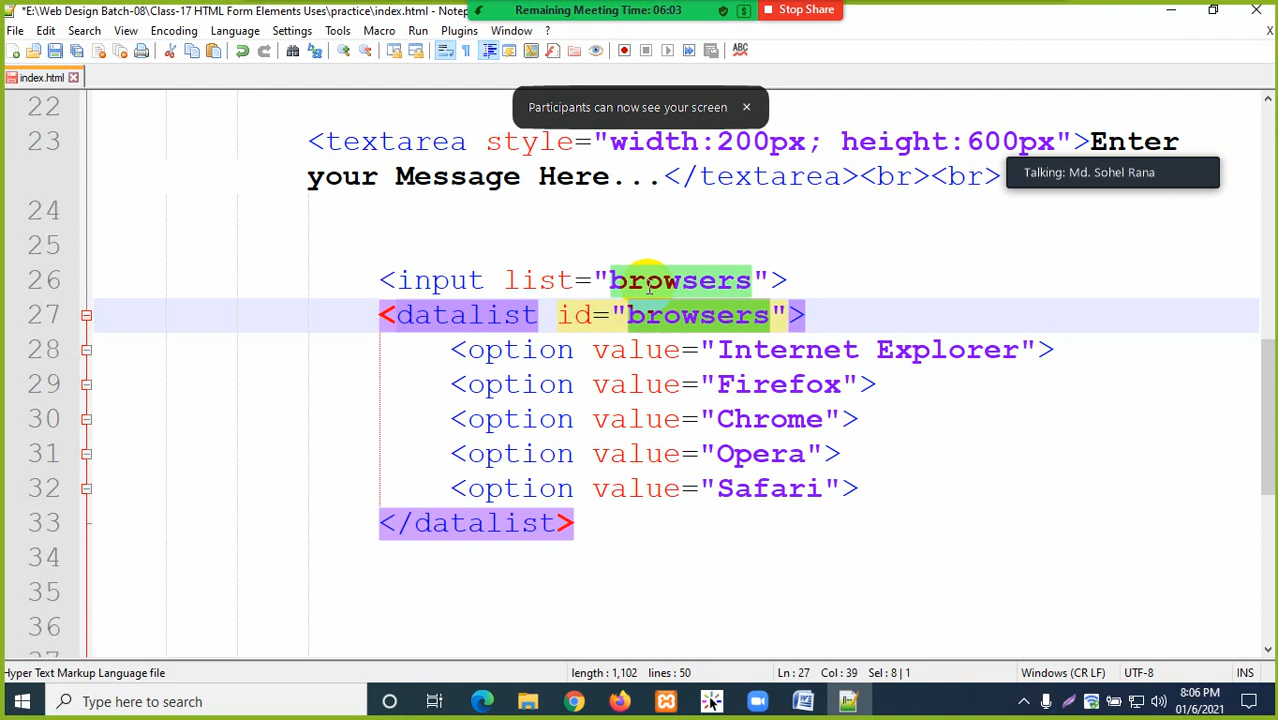 *E:\Web Design Batch-08\Class-17 HTML Form Elements Uses\practice\index.html - Notep
Remaining Meeting Time: 06:03
Stop Share
File Edit Search View Encoding Language Settings Tools Macro Run Plugins Window ?
X
ABC
index.html
Participants can now see your screen
22
23 <textarea style="width:200px; height:600px">Enter
your Message Here...</textarea><br><br>
Talking: Md. Sohel Rana
24
25
26 <input list="browsers">
27 <datalist id="browsers">
28 <option value="Internet Explorer">
29 <option value="Firefox">
30 <option value="Chrome">
31 <option value="Opera">
32 <option value="Safari">
33 </datalist>
34
35
36
Hyper Text Markup Language file length : 1,102 lines : 50 Ln : 27 Col : 39 Sel : 8 | 1 Windows (CR LF) UTF-8 INS
Type here to search
8:06 PM
01/6/2021